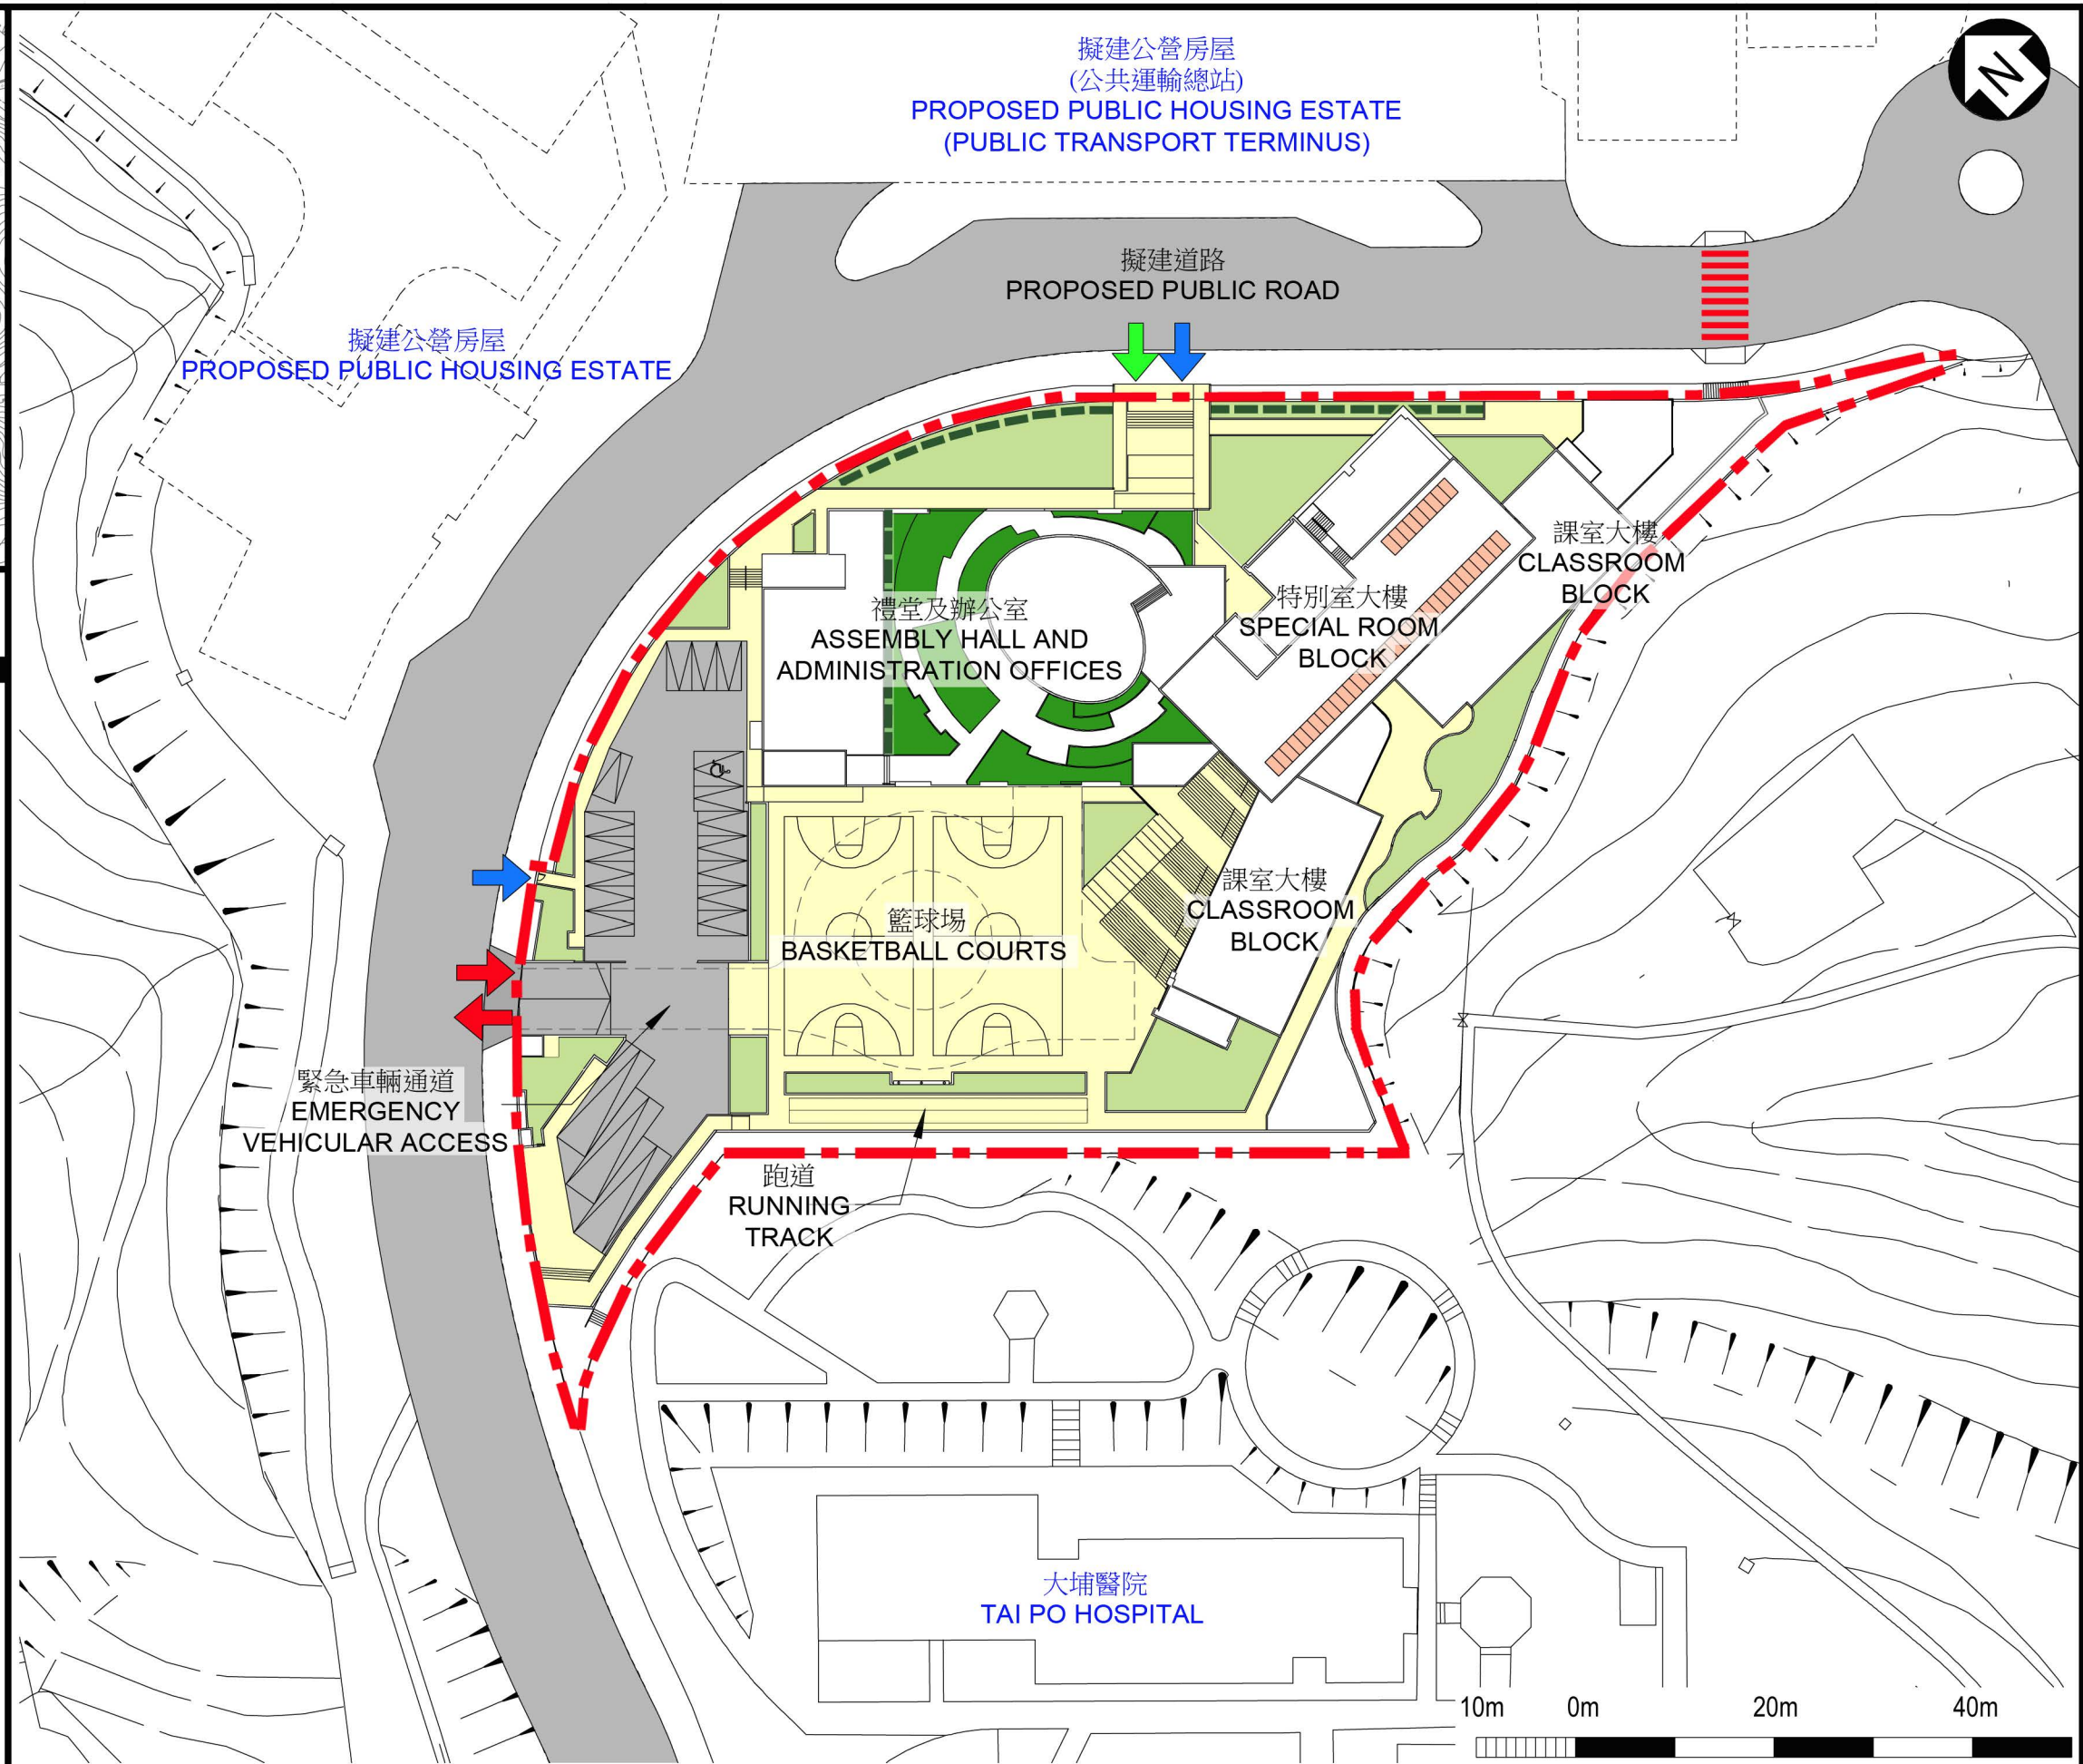 擬建公營房屋
(公共運輸總站)
PROPOSED PUBLIC HOUSING ESTATE
(PUBLIC TRANSPORT TERMINUS)
N
擬建道路
PROPOSED PUBLIC ROAD
擬建公營房屋
PROPOSED PUBLIC HOUSING ESTATE
課室大樓
CLASSROOM
BLOCK
禮堂及辦公室
ASSEMBLY HALL AND
ADMINISTRATION OFFICES
特別室大樓
SPECIAL ROOM
BLOCK
課室大樓
CLASSROOM
BLOCK
籃球場
BASKETBALL COURTS
緊急車輛通道
EMERGENCY
VEHICULAR ACCESS
跑道
RUNNING
TRACK
大埔醫院
TAI PO HOSPITAL
10m 0m 20m 40m